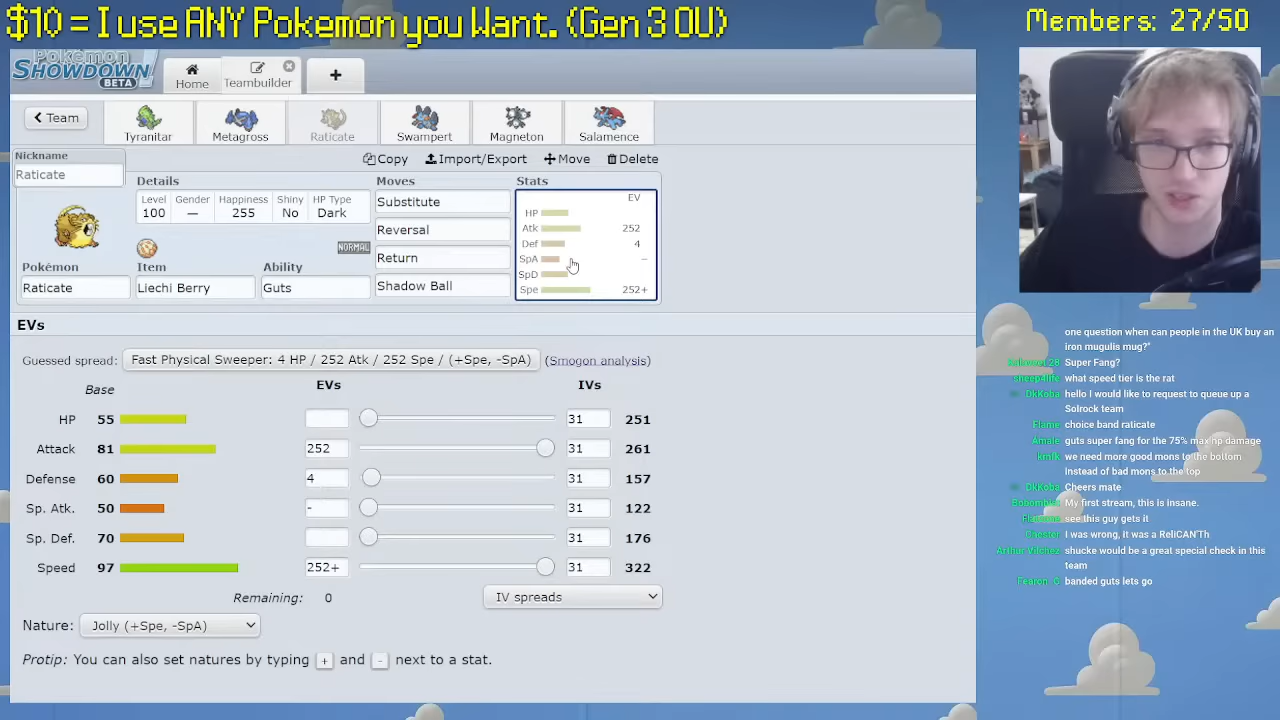 $10 = I use ANY Pokemon you Want. (Gen 3 OU)
Members: 27/50
Pokémon
SHOWDOWN!
BETA
Home
Teambuilder
+
Team
Tyranitar
Metagross
Raticate
Swampert
Magneton
Salamence
Copy
Import/Export
Move
Delete
Nickname
Raticate
Details
Level
100
Gender
—
Happiness
255
Shiny
No
HP Type
Dark
NORMAL
Pokémon
Raticate
Item
Liechi Berry
Ability
Guts
Moves
Substitute
Reversal
Return
Shadow Ball
Stats
EV
HP
Atk 252
Def 4
SpA –
SpD
Spe 252+
EVs
Guessed spread: Fast Physical Sweeper: 4 HP / 252 Atk / 252 Spe / (+Spe, -SpA) (Smogon analysis)
Base EVs IVs
HP 55 31 251
Attack 81 252 31 261
Defense 60 4 31 157
Sp. Atk. 50 - 31 122
Sp. Def. 70 31 176
Speed 97 252+ 31 322
Remaining: 0
IV spreads
Nature: Jolly (+Spe, -SpA)
Protip: You can also set natures by typing + and - next to a stat.
one question when can people in the UK buy an
iron mugulis mug?"
Super Fang?
what speed tier is the rat
DkKoba hello I would like to request to queue up a
Solrock team
Flame choice band raticate
Amale guts super fang for the 75% max hp damage
we need more good mons to the bottom
instead of bad mons to the top
DkKoba Cheers mate
My first stream, this is insane.
see this guy gets it
I was wrong, it was a ReliCAN'Th
shucke would be a great special check in this
team
banded guts lets go